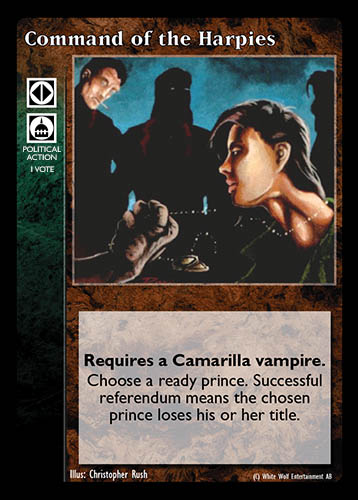 Command of the Harpies
POLITICAL
ACTION
1 VOTE
Requires a Camarilla vampire.
Choose a ready prince. Successful
referendum means the chosen
prince loses his or her title.
Illus: Christopher Rush
(C) White Wolf Entertainment AB